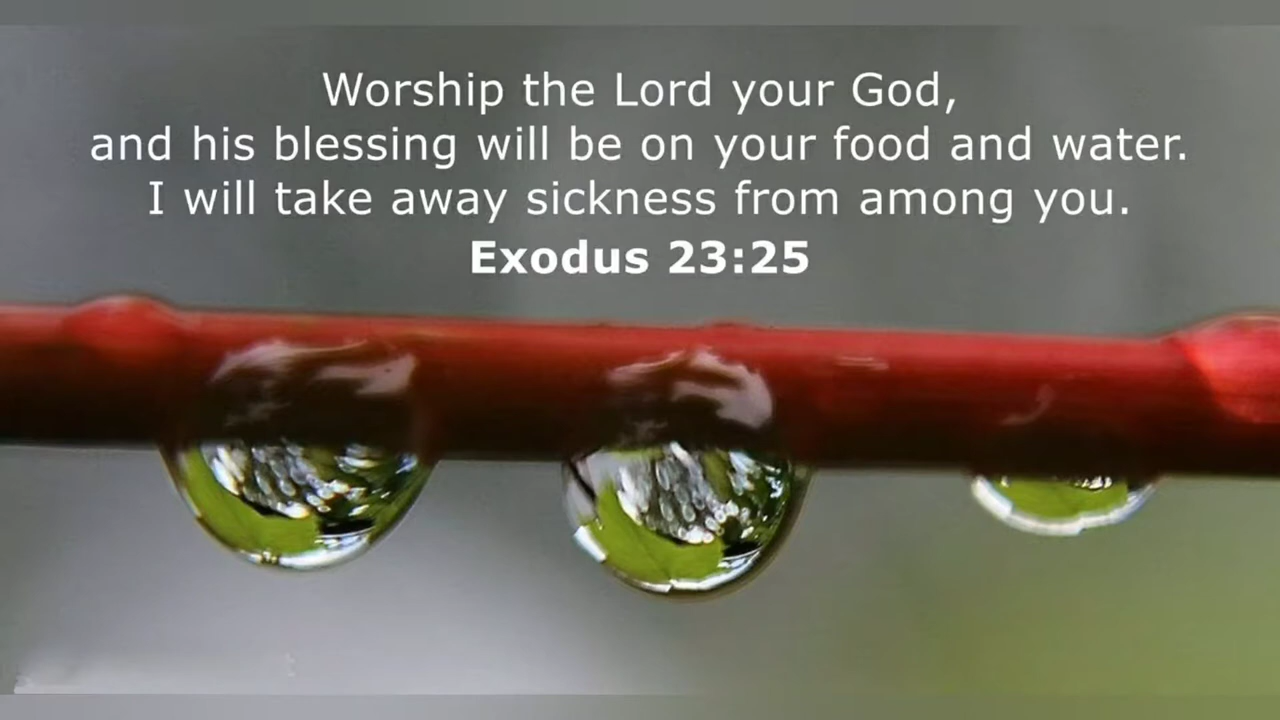 Worship the Lord your God,
and his blessing will be on your food and water.
I will take away sickness from among you.
Exodus 23:25